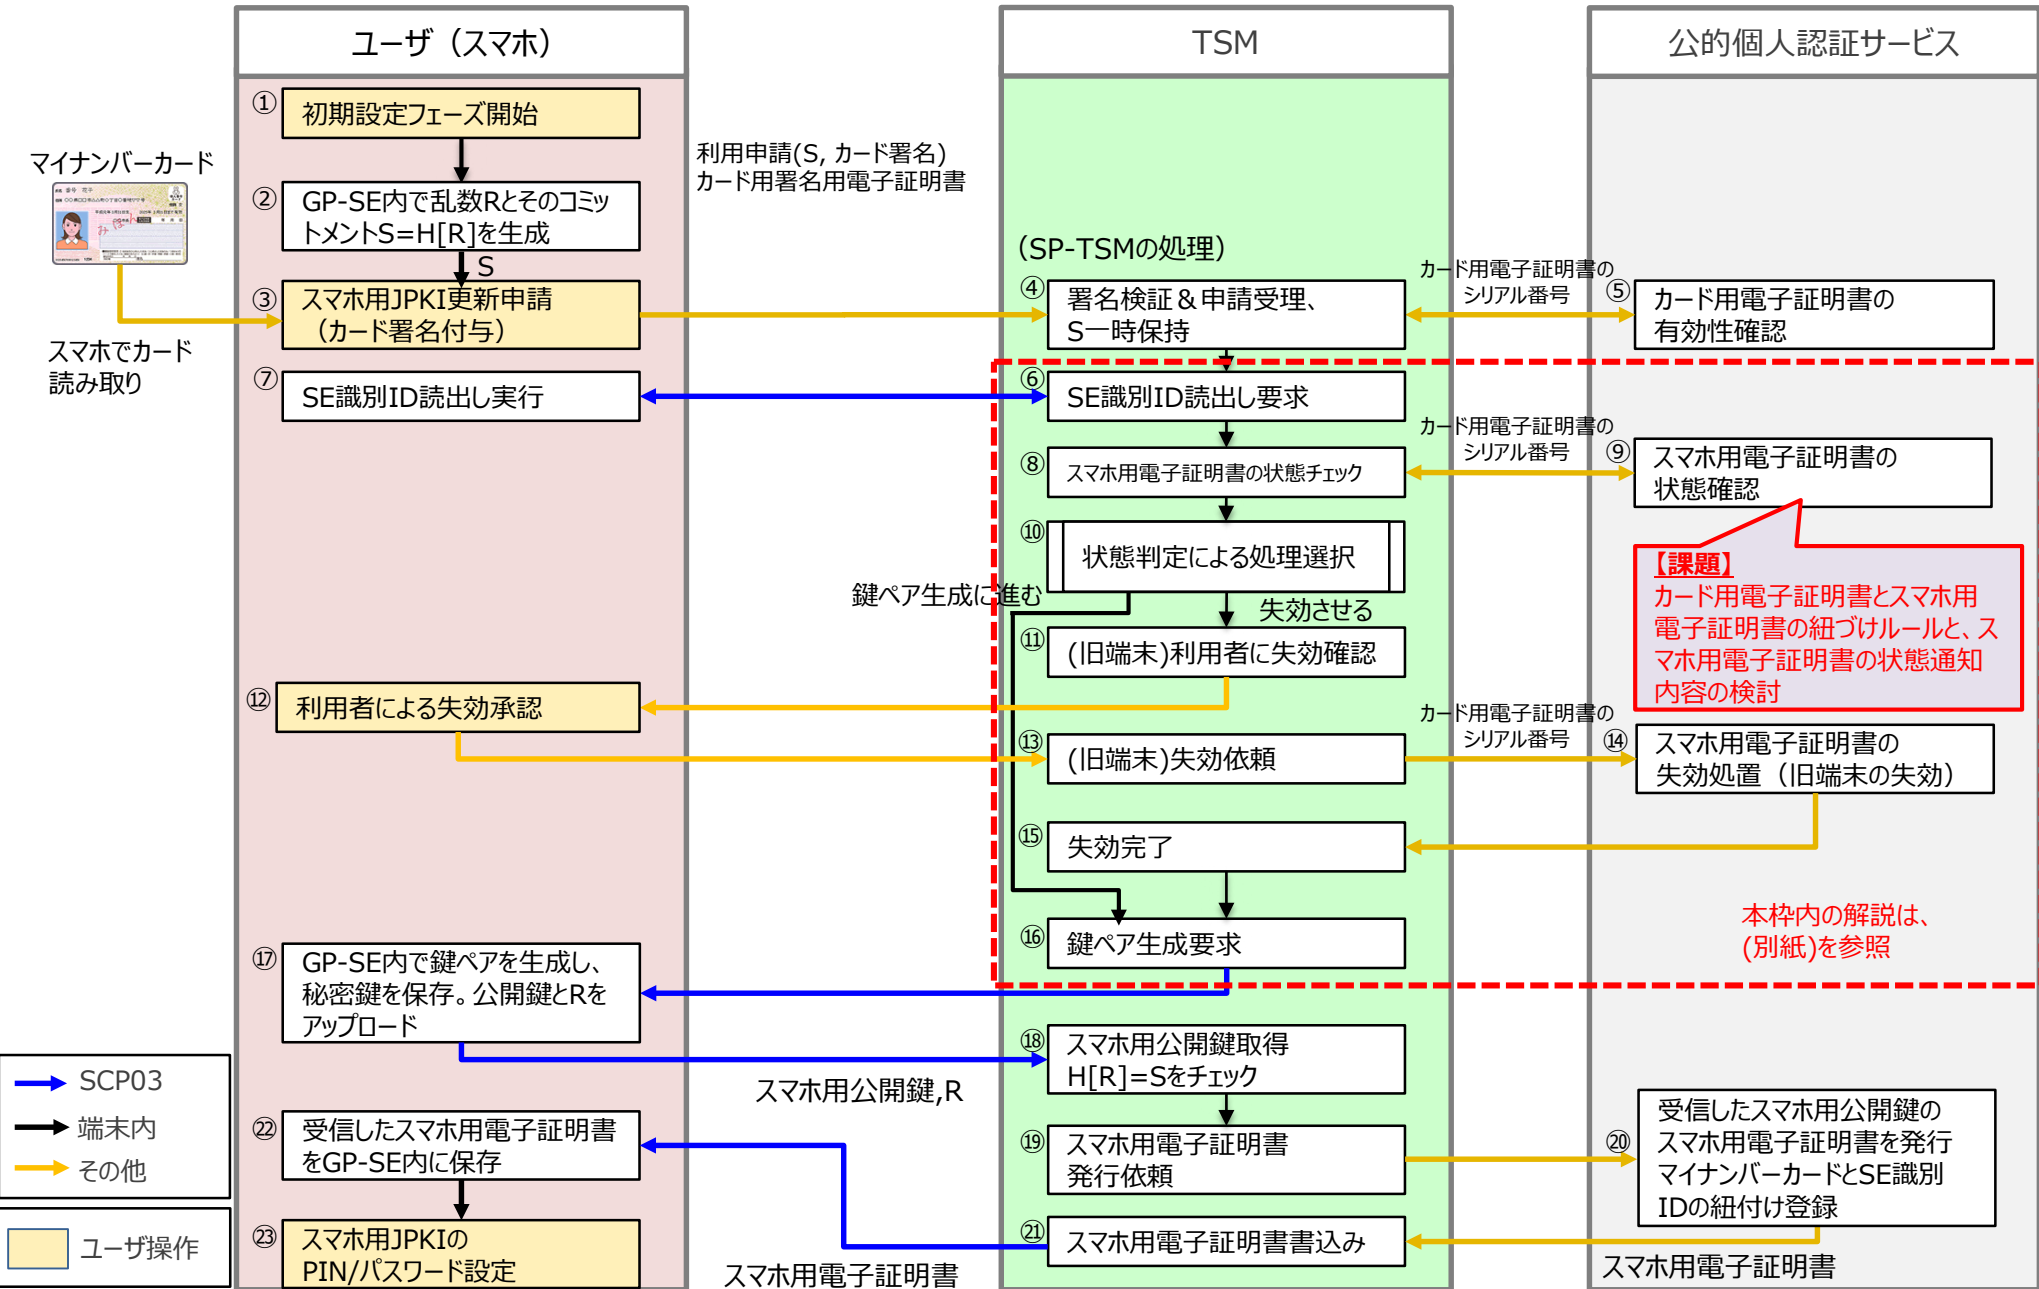 ユーザ（スマホ）
TSM
公的個人認証サービス
①
初期設定フェーズ開始
マイナンバーカード
スマホでカード
読み取り
②
GP-SE内で乱数Rとそのコミッ
トメントS=H[R]を生成
S
利用申請(S, カード署名)
カード用署名用電子証明書
③
スマホ用JPKI更新申請
（カード署名付与）
（SP-TSMの処理）
④
署名検証＆申請受理、
S一時保持
カード用電子証明書の
シリアル番号
⑤
カード用電子証明書の
有効性確認
⑦
SE識別ID読出し実行
⑥
SE識別ID読出し要求
⑧
スマホ用電子証明書の状態チェック
カード用電子証明書の
シリアル番号
⑨
スマホ用電子証明書の
状態確認
⑩
状態判定による処理選択
【課題】
カード用電子証明書とスマホ用
電子証明書の紐づけルールと、ス
マホ用電子証明書の状態通知
内容の検討
鍵ペア生成に進む
失効させる
⑪
(旧端末)利用者に失効確認
⑫
利用者による失効承認
⑬
(旧端末)失効依頼
カード用電子証明書の
シリアル番号
⑭
スマホ用電子証明書の
失効処置（旧端末の失効）
⑮
失効完了
⑯
鍵ペア生成要求
本枠内の解説は、
(別紙)を参照
⑰
GP-SE内で鍵ペアを生成し、
秘密鍵を保存。公開鍵とRを
アップロード
⑱
スマホ用公開鍵取得
H[R]=Sをチェック
スマホ用公開鍵,R
⑲
スマホ用電子証明書
発行依頼
⑳
受信したスマホ用公開鍵の
スマホ用電子証明書を発行
マイナンバーカードとSE識別
IDの紐付け登録
㉑
スマホ用電子証明書書込み
スマホ用電子証明書
㉒
受信したスマホ用電子証明書
をGP-SE内に保存
スマホ用電子証明書
㉓
スマホ用JPKIの
PIN/パスワード設定
SCP03
端末内
その他
ユーザ操作